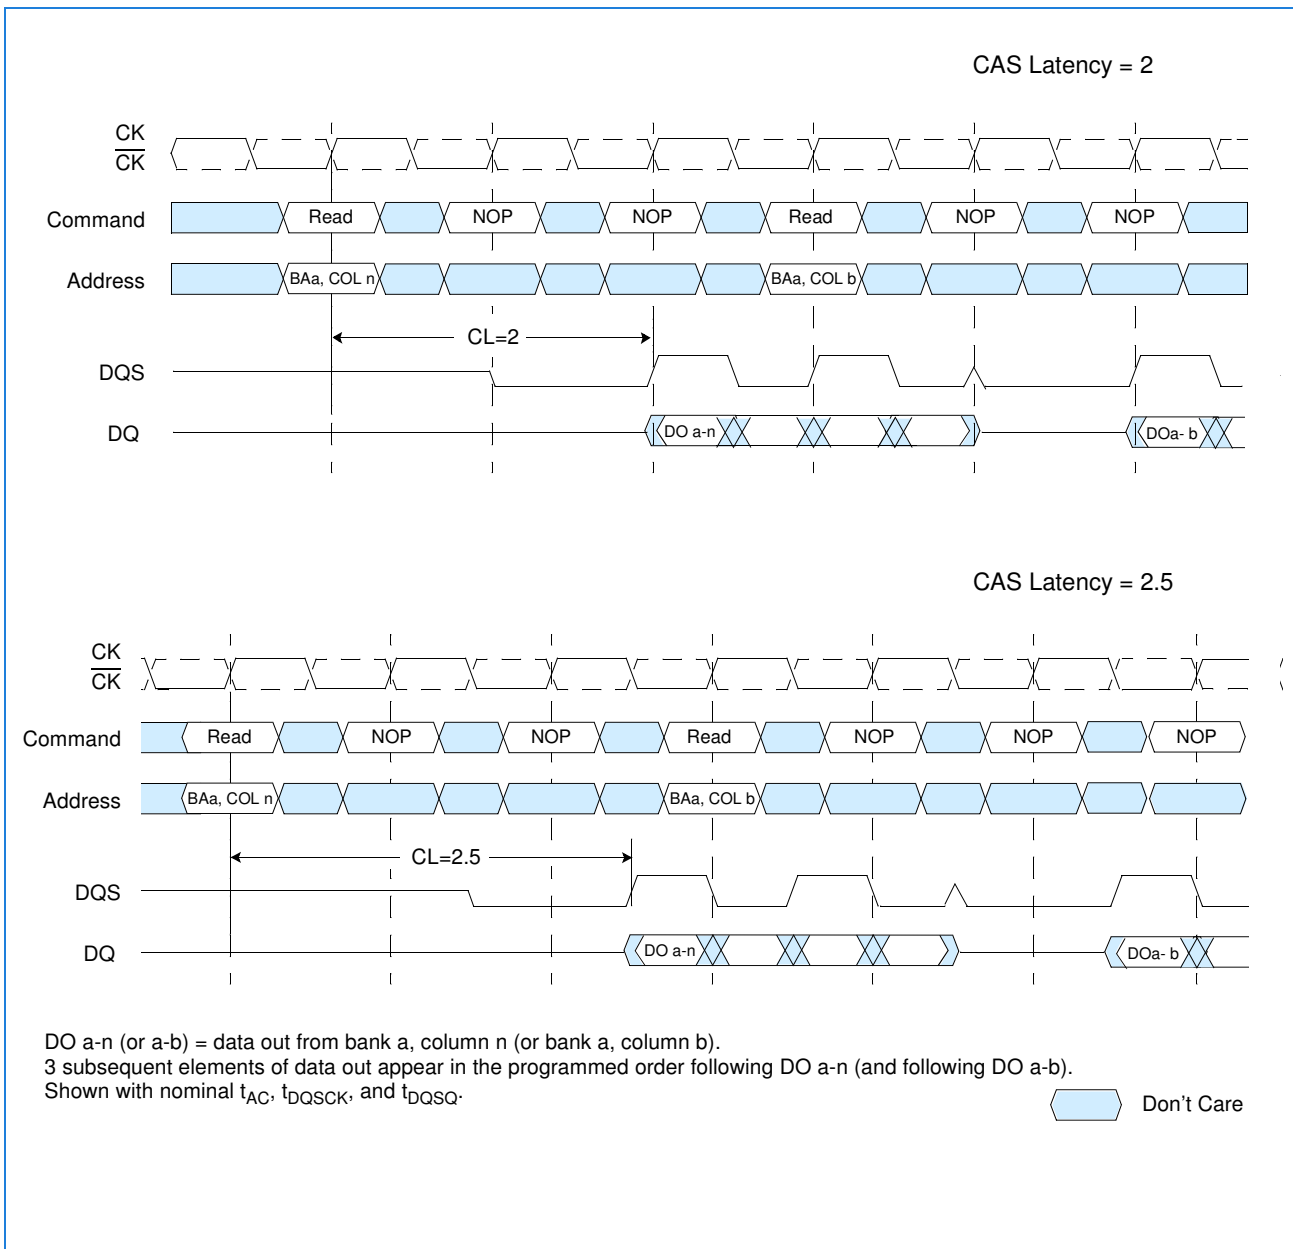 CAS Latency = 2
CK
CK
Command Read NOP NOP Read NOP NOP
Address BAa, COL n BAa, COL b
CL=2
DQS
DQ DO a-n DOa- b
CAS Latency = 2.5
CK
CK
Command Read NOP NOP Read NOP NOP NOP
Address BAa, COL n BAa, COL b
CL=2.5
DQS
DQ DO a-n DOa- b
DO a-n (or a-b) = data out from bank a, column n (or bank a, column b).
3 subsequent elements of data out appear in the programmed order following DO a-n (and following DO a-b).
Shown with nominal tAC, tDQSCK, and tDQSQ.
Don't Care